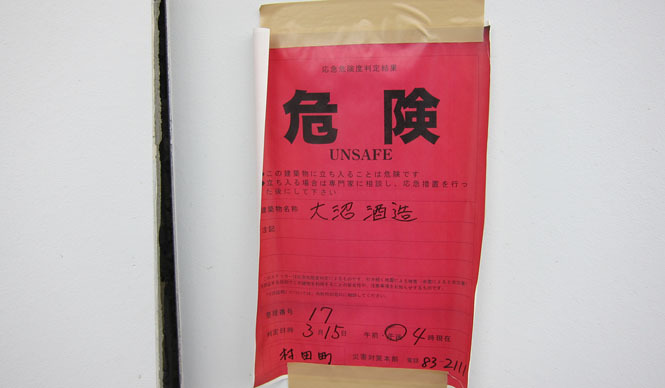 応急危険度判定結果
危険
UNSAFE
この建築物に立ち入ることは危険です
立ち入る場合は専門家に相談し、応急措置を行っ
た後にして下さい
建築物名称 大沼酒造
注記
整理番号 17
判定日時 3月15日 午前・午後 4時現在
村田町 災害対策本部 電話 83-2111